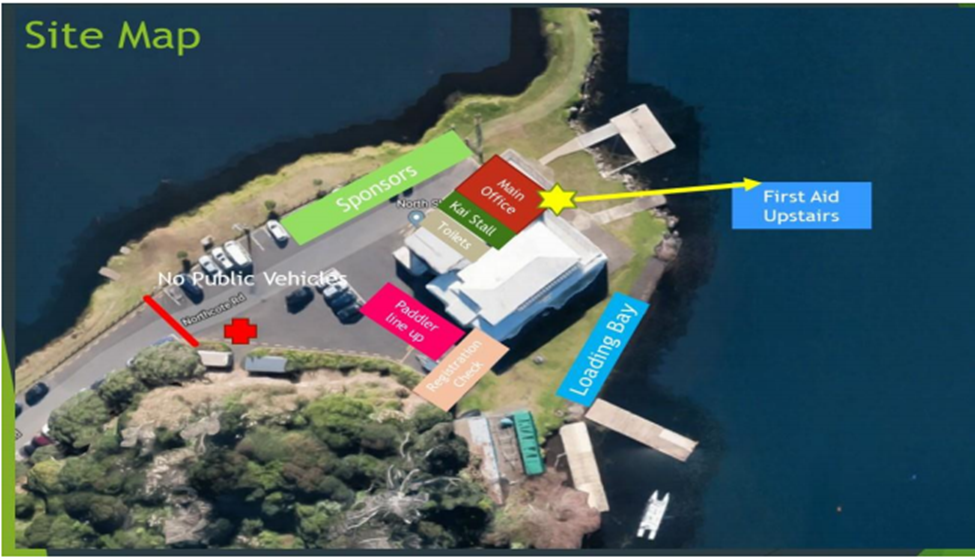 Site Map
Sponsors
Main
Office
North S
Kai Stall
Toilets
First Aid
Upstairs
No Public Vehicles
Northcote Rd
Paddler
line up
Registration
Check
Loading Bay